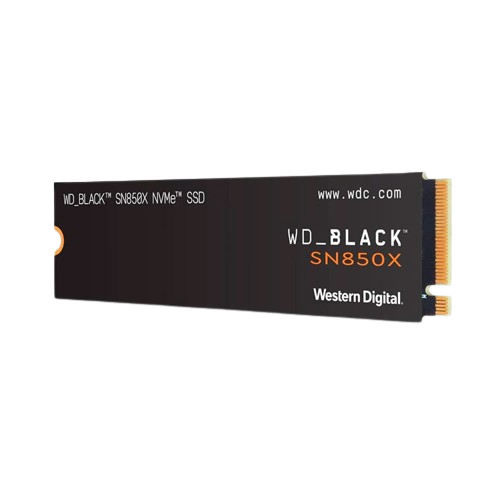 WD_BLACK™ SN850X NVMe™ SSD
www.wdc.com
WD_BLACK™
SN850X
Western Digital.